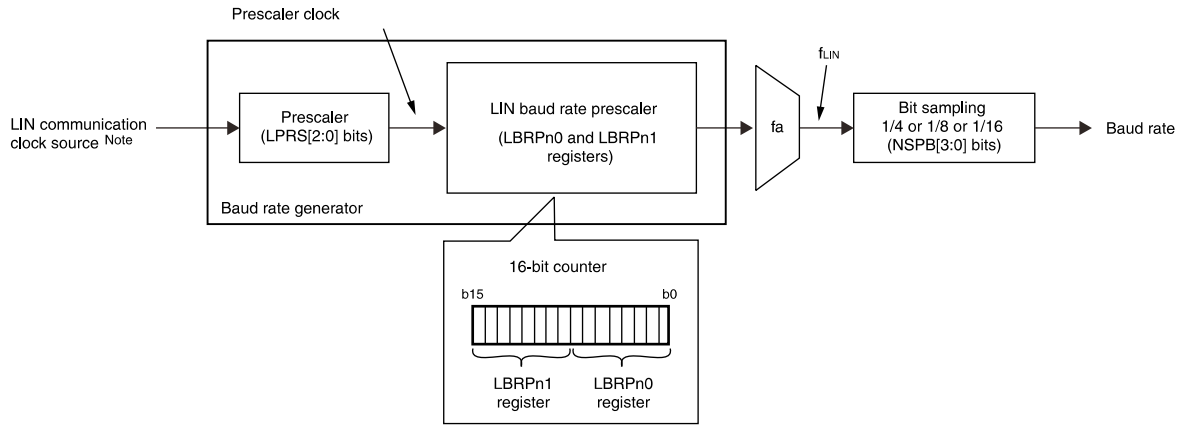 Prescaler clock
fLIN
LIN communication
clock source Note
Prescaler
(LPRS[2:0] bits)
LIN baud rate prescaler
(LBRPn0 and LBRPn1
registers)
fa
Bit sampling
1/4 or 1/8 or 1/16
(NSPB[3:0] bits)
Baud rate
Baud rate generator
16-bit counter
b15 b0
LBRPn1
register
LBRPn0
register